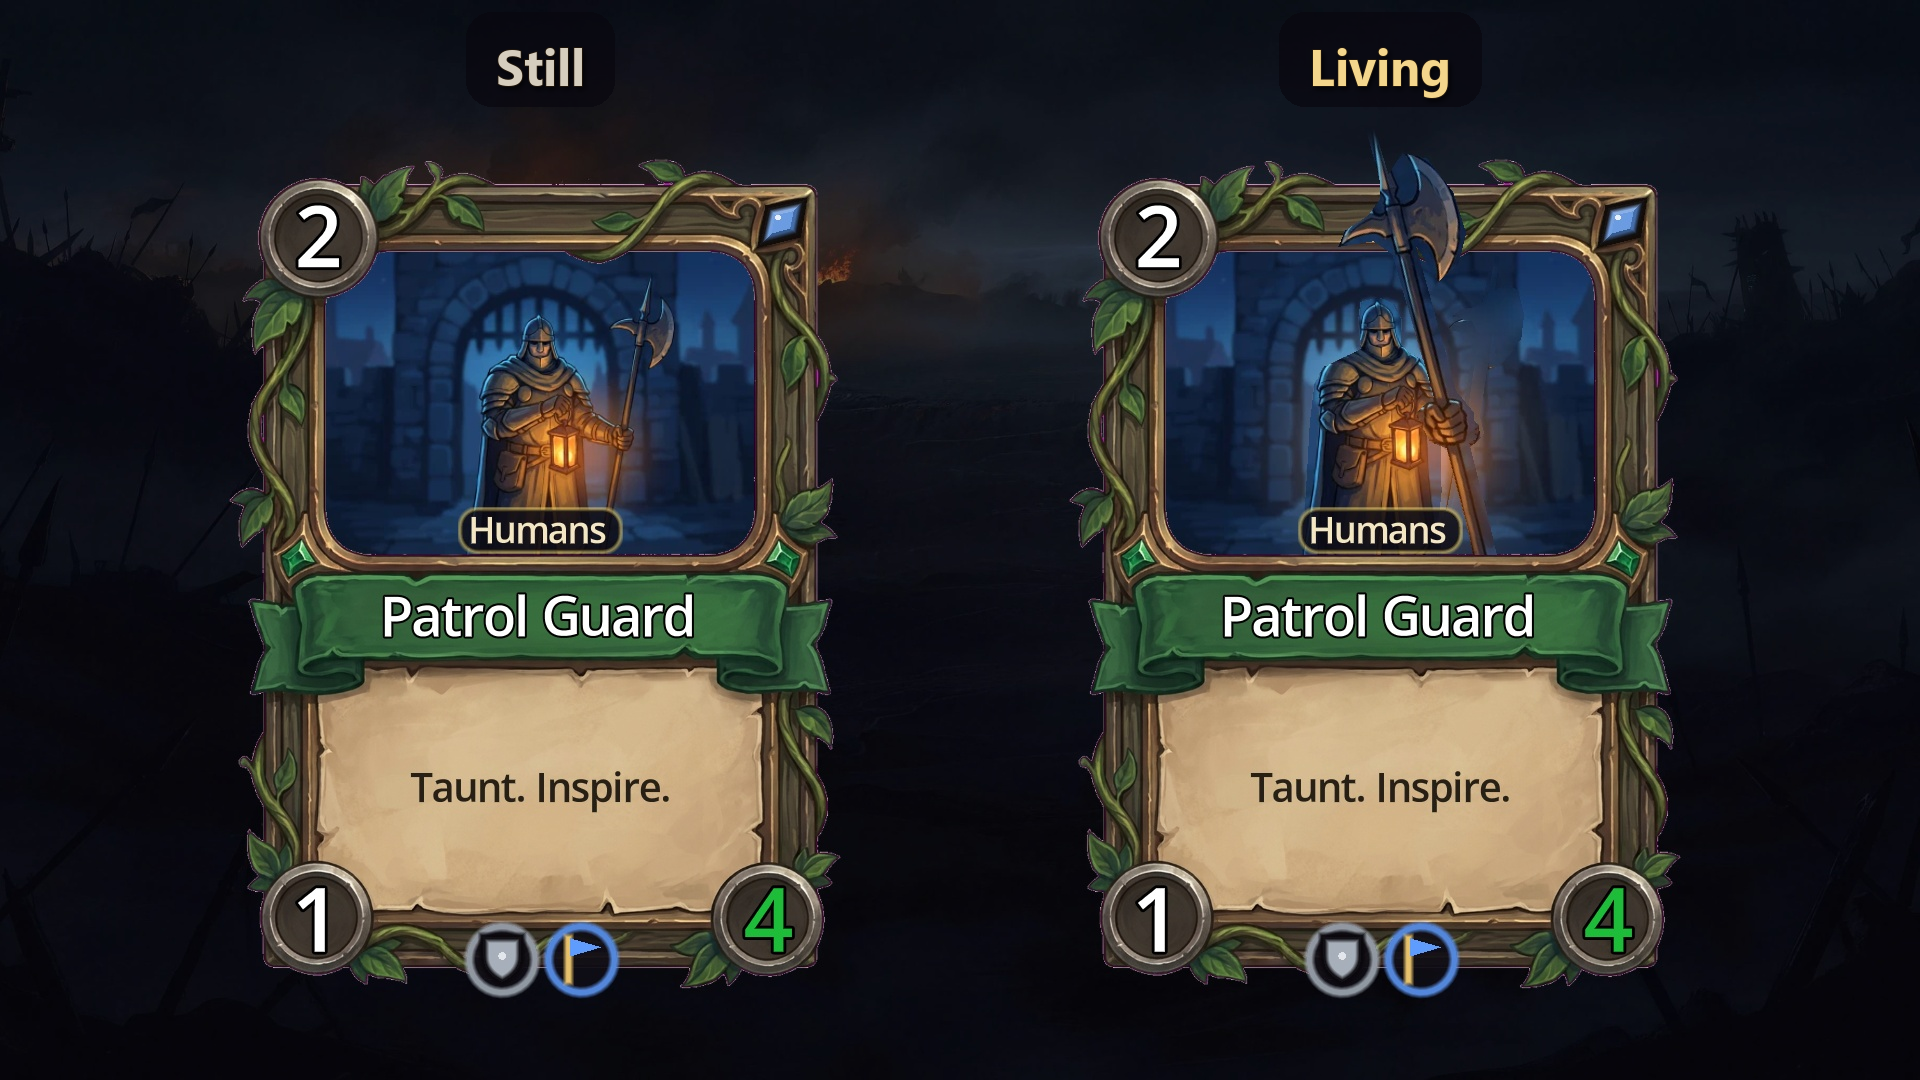 Still
Living
2
Humans
Patrol Guard
Taunt. Inspire.
1
4
2
Humans
Patrol Guard
Taunt. Inspire.
1
4